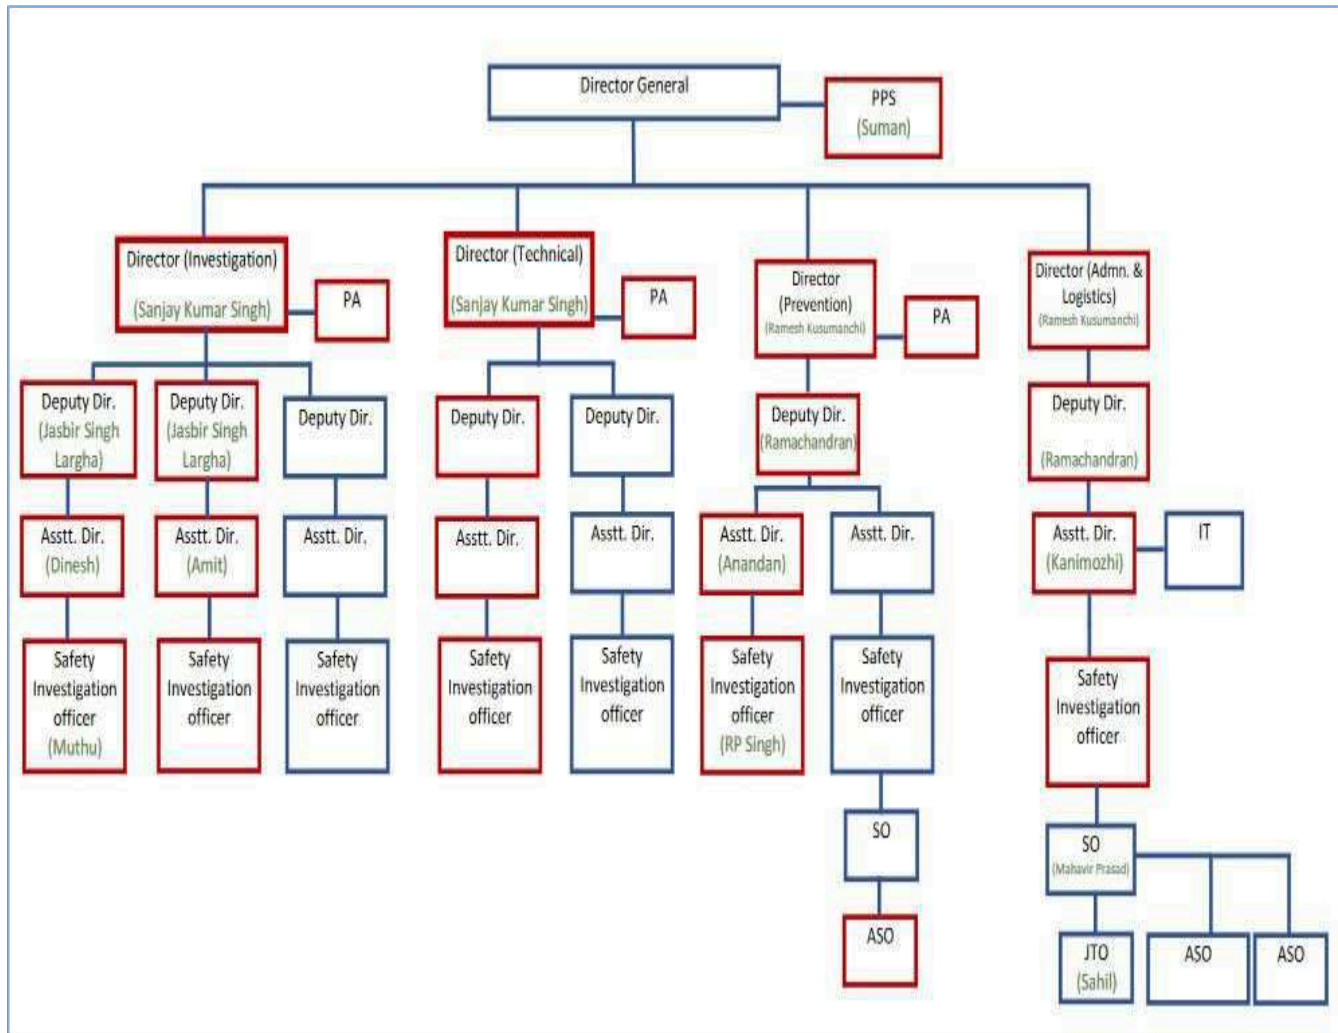 Director General
PPS
(Suman)
Director (Investigation)
(Sanjay Kumar Singh)
PA
Director (Technical)
(Sanjay Kumar Singh)
PA
Director
(Prevention)
(Ramesh Kusumanchi)
PA
Director (Admn. &
Logistics)
(Ramesh Kusumanchi)
Deputy Dir.
(Jasbir Singh
Largha)
Deputy Dir.
(Jasbir Singh
Largha)
Deputy Dir.
Deputy Dir.
Deputy Dir.
Deputy Dir.
(Ramachandran)
Deputy Dir.
(Ramachandran)
Asstt. Dir.
(Dinesh)
Asstt. Dir.
(Amit)
Asstt. Dir.
Asstt. Dir.
Asstt. Dir.
Asstt. Dir.
(Anandan)
Asstt. Dir.
Asstt. Dir.
(Kanimozhi)
IT
Safety
Investigation
officer
(Muthu)
Safety
Investigation
officer
Safety
Investigation
officer
Safety
Investigation
officer
Safety
Investigation
officer
Safety
Investigation
officer
(RP Singh)
Safety
Investigation
officer
Safety
Investigation
officer
SO
SO
(Mahavir Prasad)
ASO
JTO
(Sahil)
ASO
ASO